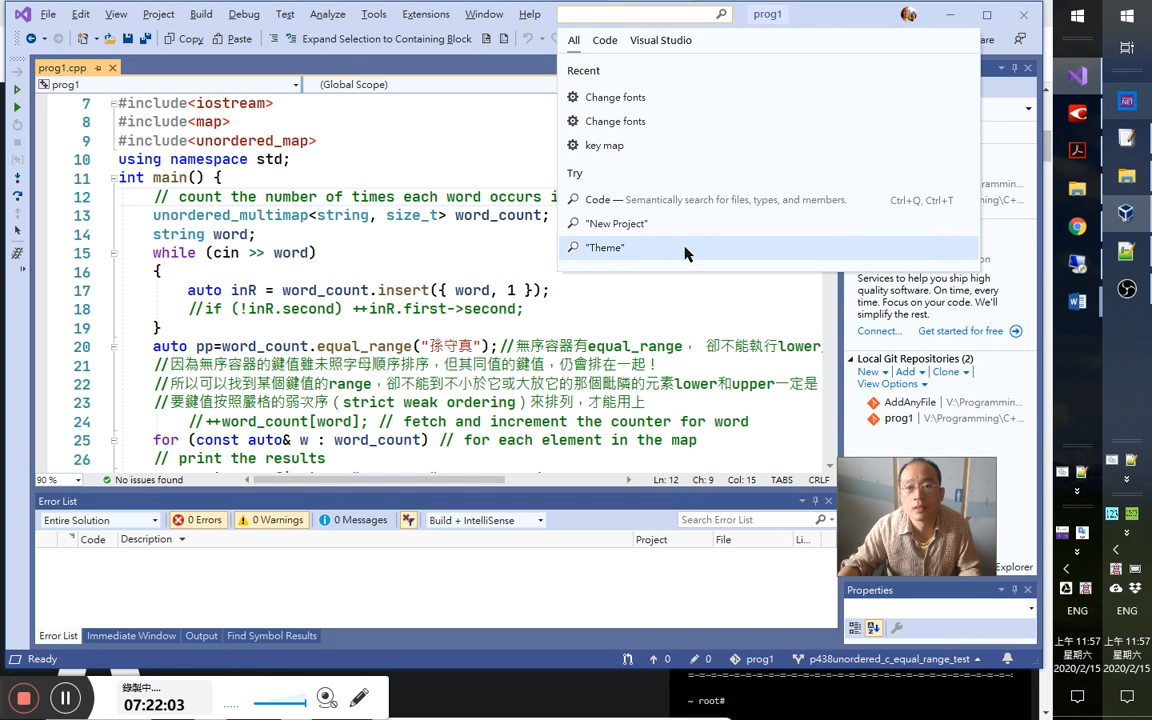 File Edit View Project Build Debug Test Analyze Tools Extensions Window Help prog1
Copy Paste Expand Selection to Containing Block
prog1.cpp
prog1 (Global Scope)
7 #include<iostream>
8 #include<map>
9 #include<unordered_map>
10 using namespace std;
11 int main() {
12 // count the number of times each word occurs i
13 unordered_multimap<string, size_t> word_count;
14 string word;
15 while (cin >> word)
16 {
17 auto inR = word_count.insert({ word, 1 });
18 //if (!inR.second) ++inR.first->second;
19 }
20 auto pp=word_count.equal_range("孫守真");//無序容器有equal_range， 卻不能執行lower_
21 //因為無序容器的鍵值雖未照字母順序排序，但其同值的鍵值，仍會排在一起！
22 //所以可以找到某個鍵值的range，卻不能到不小於它或大放它的那個毗隣的元素lower和upper一定是
23 //要鍵值按照嚴格的弱次序（strict weak ordering）來排列，才能用上
24 //++word_count[word]; // fetch and increment the counter for word
25 for (const auto& w : word_count) // for each element in the map
26 // print the results
90 % No issues found Ln: 12 Ch: 9 Col: 15 TABS CRLF
All Code Visual Studio
Recent
Change fonts
Change fonts
key map
Try
Code — Semantically search for files, types, and members. Ctrl+Q, Ctrl+T
"New Project"
"Theme"
Services to help you ship high
quality software. On time, every
time. Focus on your code. We'll
simplify the rest.
Connect... Get started for free
Local Git Repositories (2)
New Add Clone
View Options
AddAnyFile V:\Programmin...
prog1 V:\Programming\C+...
Error List
Entire Solution 0 Errors 0 Warnings 0 Messages Build + IntelliSense Search Error List
Code Description Project File Li...
Explorer
Properties
Error List Immediate Window Output Find Symbol Results
Ready 0 0 prog1 p438unordered_c_equal_range_test
錄製中....
07:22:03
~ root#
ENG ENG
上午 11:57 上午 11:57
星期六 星期六
2020/2/15 2020/2/15